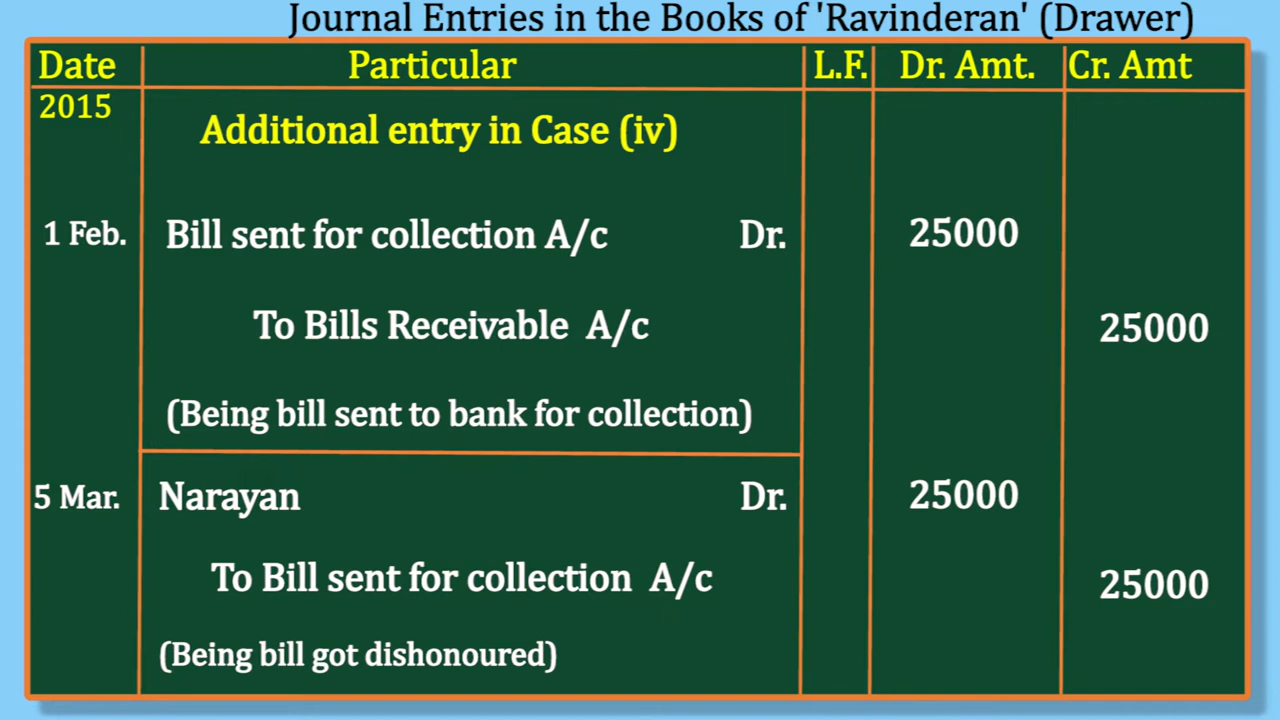 Journal Entries in the Books of 'Ravinderan' (Drawer)
Date Particular L.F. Dr. Amt. Cr. Amt
2015
Additional entry in Case (iv)
1 Feb. Bill sent for collection A/c Dr. 25000
To Bills Receivable A/c 25000
(Being bill sent to bank for collection)
5 Mar. Narayan Dr. 25000
To Bill sent for collection A/c 25000
(Being bill got dishonoured)